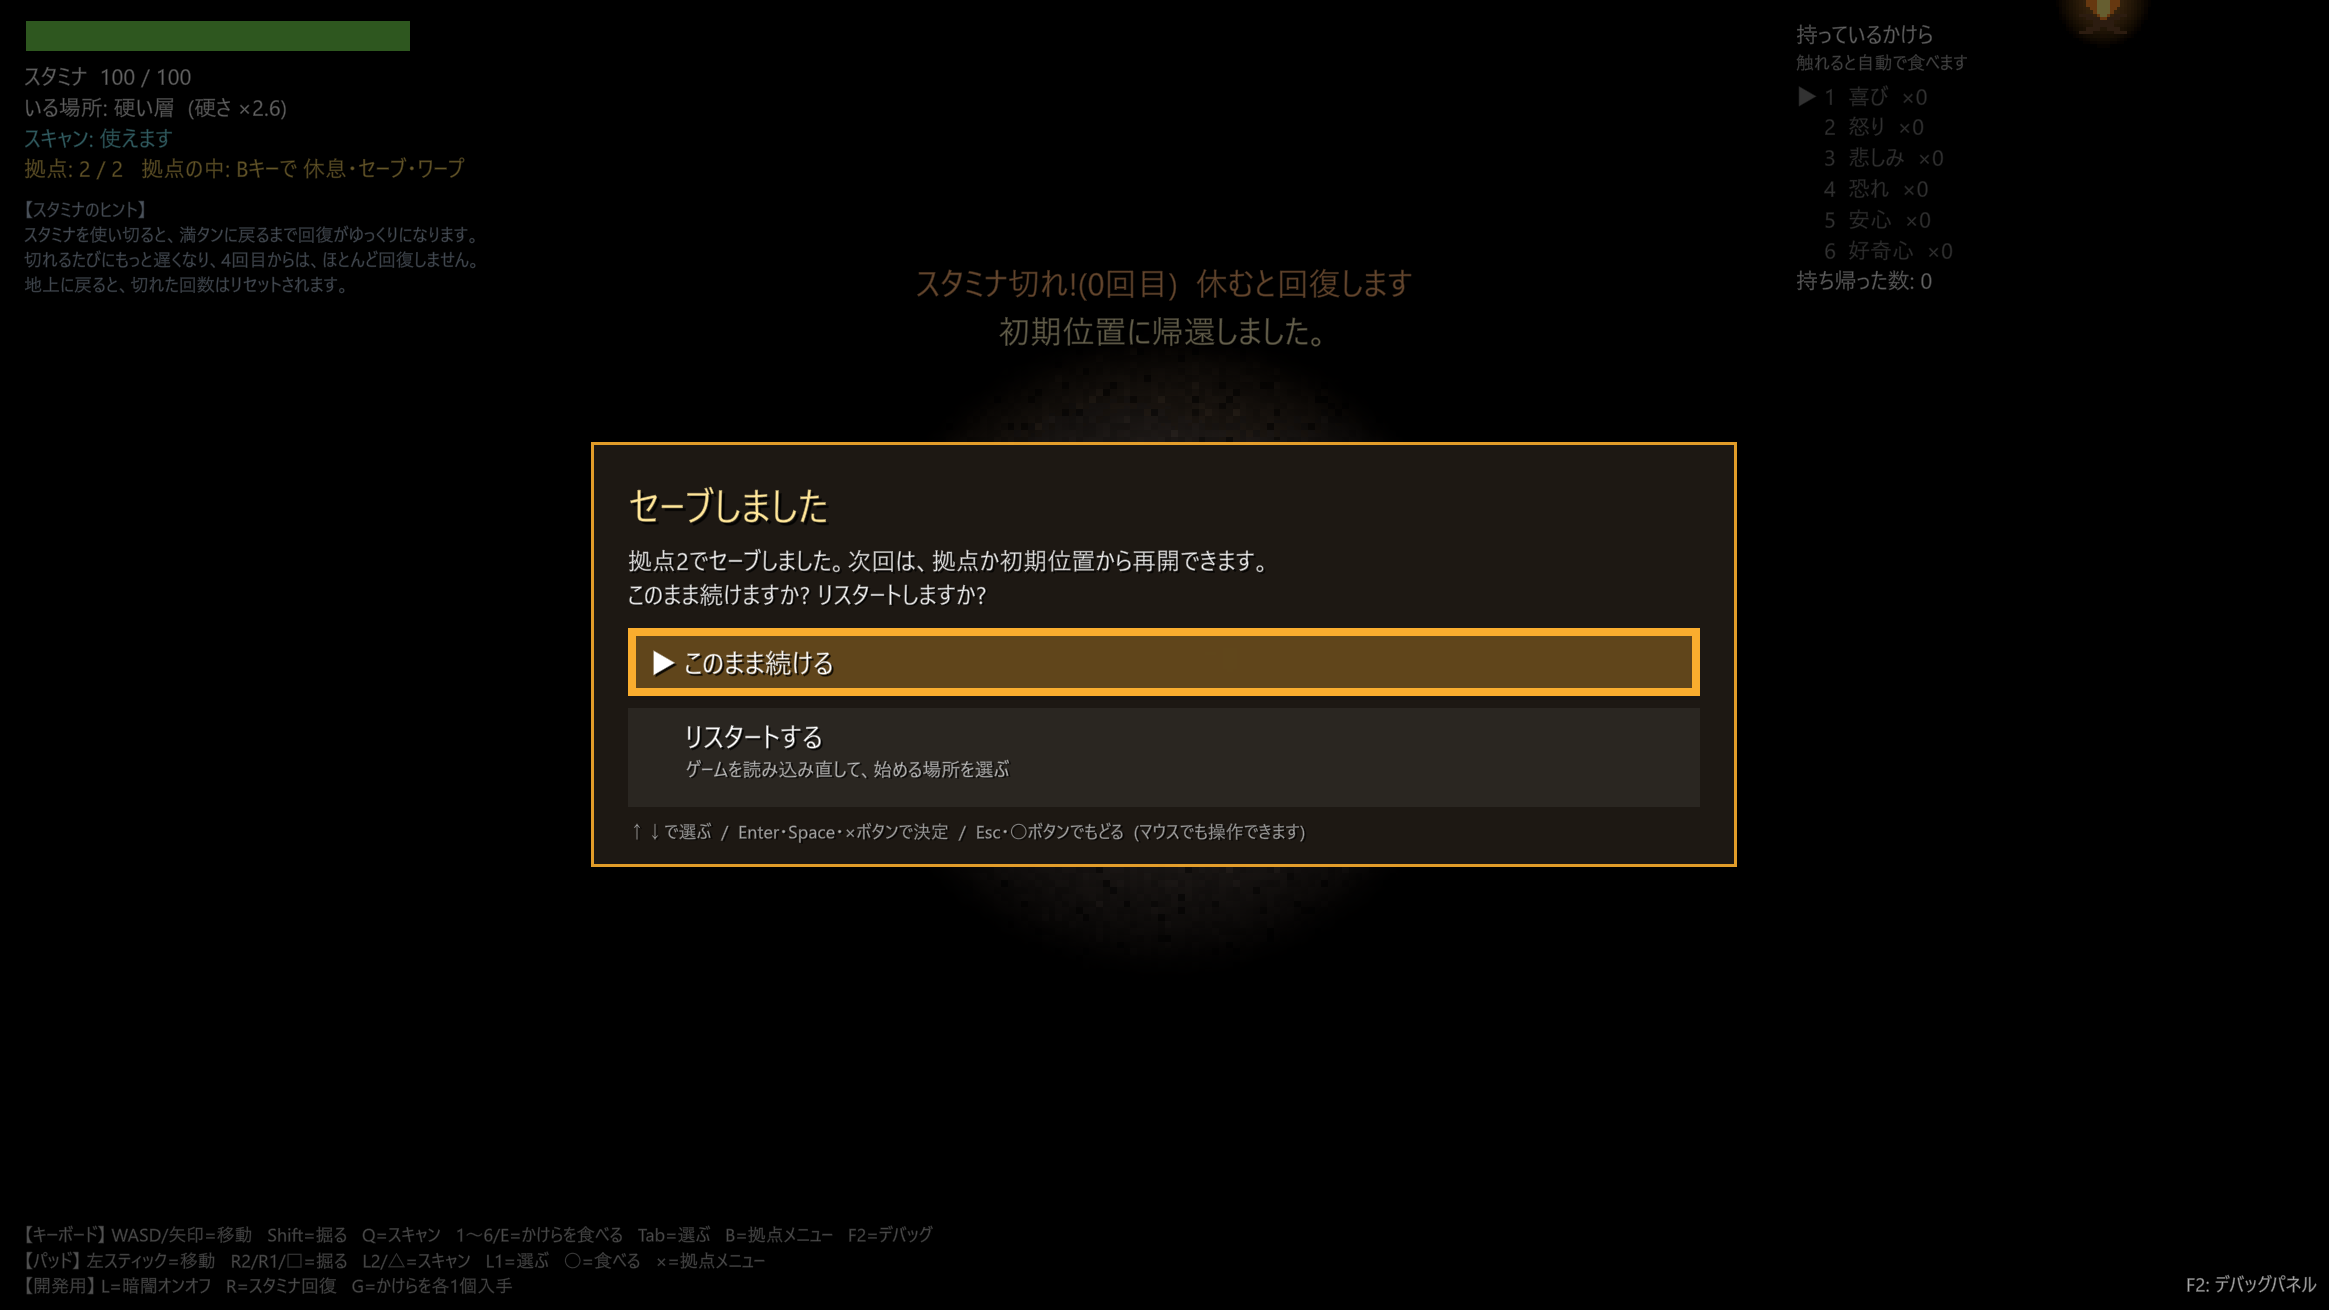 スタミナ 100 / 100
いる場所: 硬い層 (硬さ ×2.6)
スキャン: 使えます
拠点: 2 / 2 拠点の中: Bキーで 休息・セーブ・ワープ
【スタミナのヒント】
スタミナを使い切ると、満タンに戻るまで回復がゆっくりになります。
切れるたびにもっと遅くなり、4回目からは、ほとんど回復しません。
地上に戻ると、切れた回数はリセットされます。
持っているかけら
触れると自動で食べます
▶ 1 喜び ×0
2 怒り ×0
3 悲しみ ×0
4 恐れ ×0
5 安心 ×0
6 好奇心 ×0
持ち帰った数: 0
スタミナ切れ!(0回目) 休むと回復します
初期位置に帰還しました。
セーブしました
拠点2でセーブしました。次回は、拠点か初期位置から再開できます。
このまま続けますか? リスタートしますか?
▶ このまま続ける
リスタートする
ゲームを読み込み直して、始める場所を選ぶ
↑↓で選ぶ / Enter・Space・×ボタンで決定 / Esc・○ボタンでもどる (マウスでも操作できます)
【キーボード】 WASD/矢印=移動 Shift=掘る Q=スキャン 1～6/E=かけらを食べる Tab=選ぶ B=拠点メニュー F2=デバッグ
【パッド】 左スティック=移動 R2/R1/□=掘る L2/△=スキャン L1=選ぶ ○=食べる ×=拠点メニュー
【開発用】 L=暗闇オンオフ R=スタミナ回復 G=かけらを各1個入手
F2: デバッグパネル